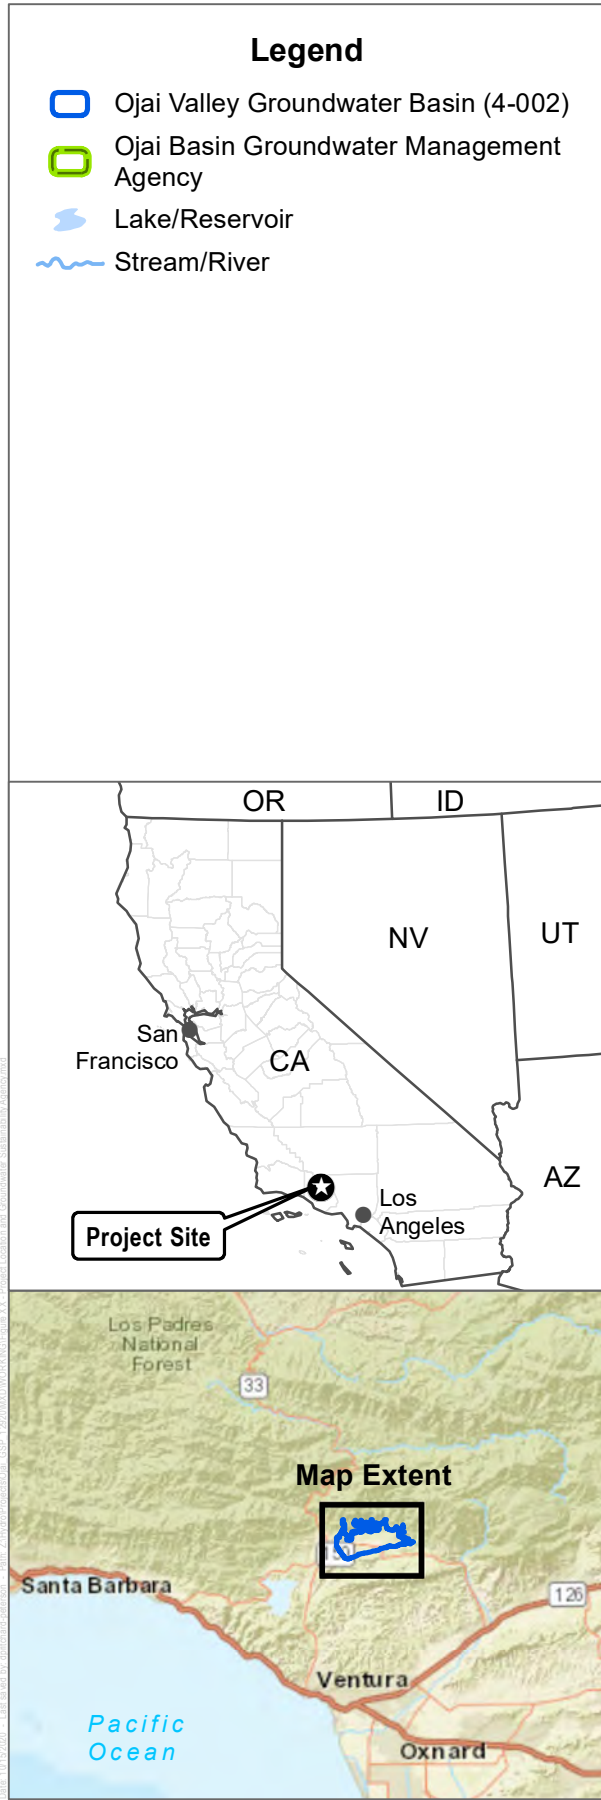 Legend
Ojai Valley Groundwater Basin (4-002)
Ojai Basin Groundwater Management
Agency
Lake/Reservoir
Stream/River
OR
ID
NV
UT
San
Francisco
CA
AZ
Los
Angeles
Project Site
Los Padres
National
Forest
33
Map Extent
Santa Barbara
126
Ventura
Pacific
Ocean
Oxnard